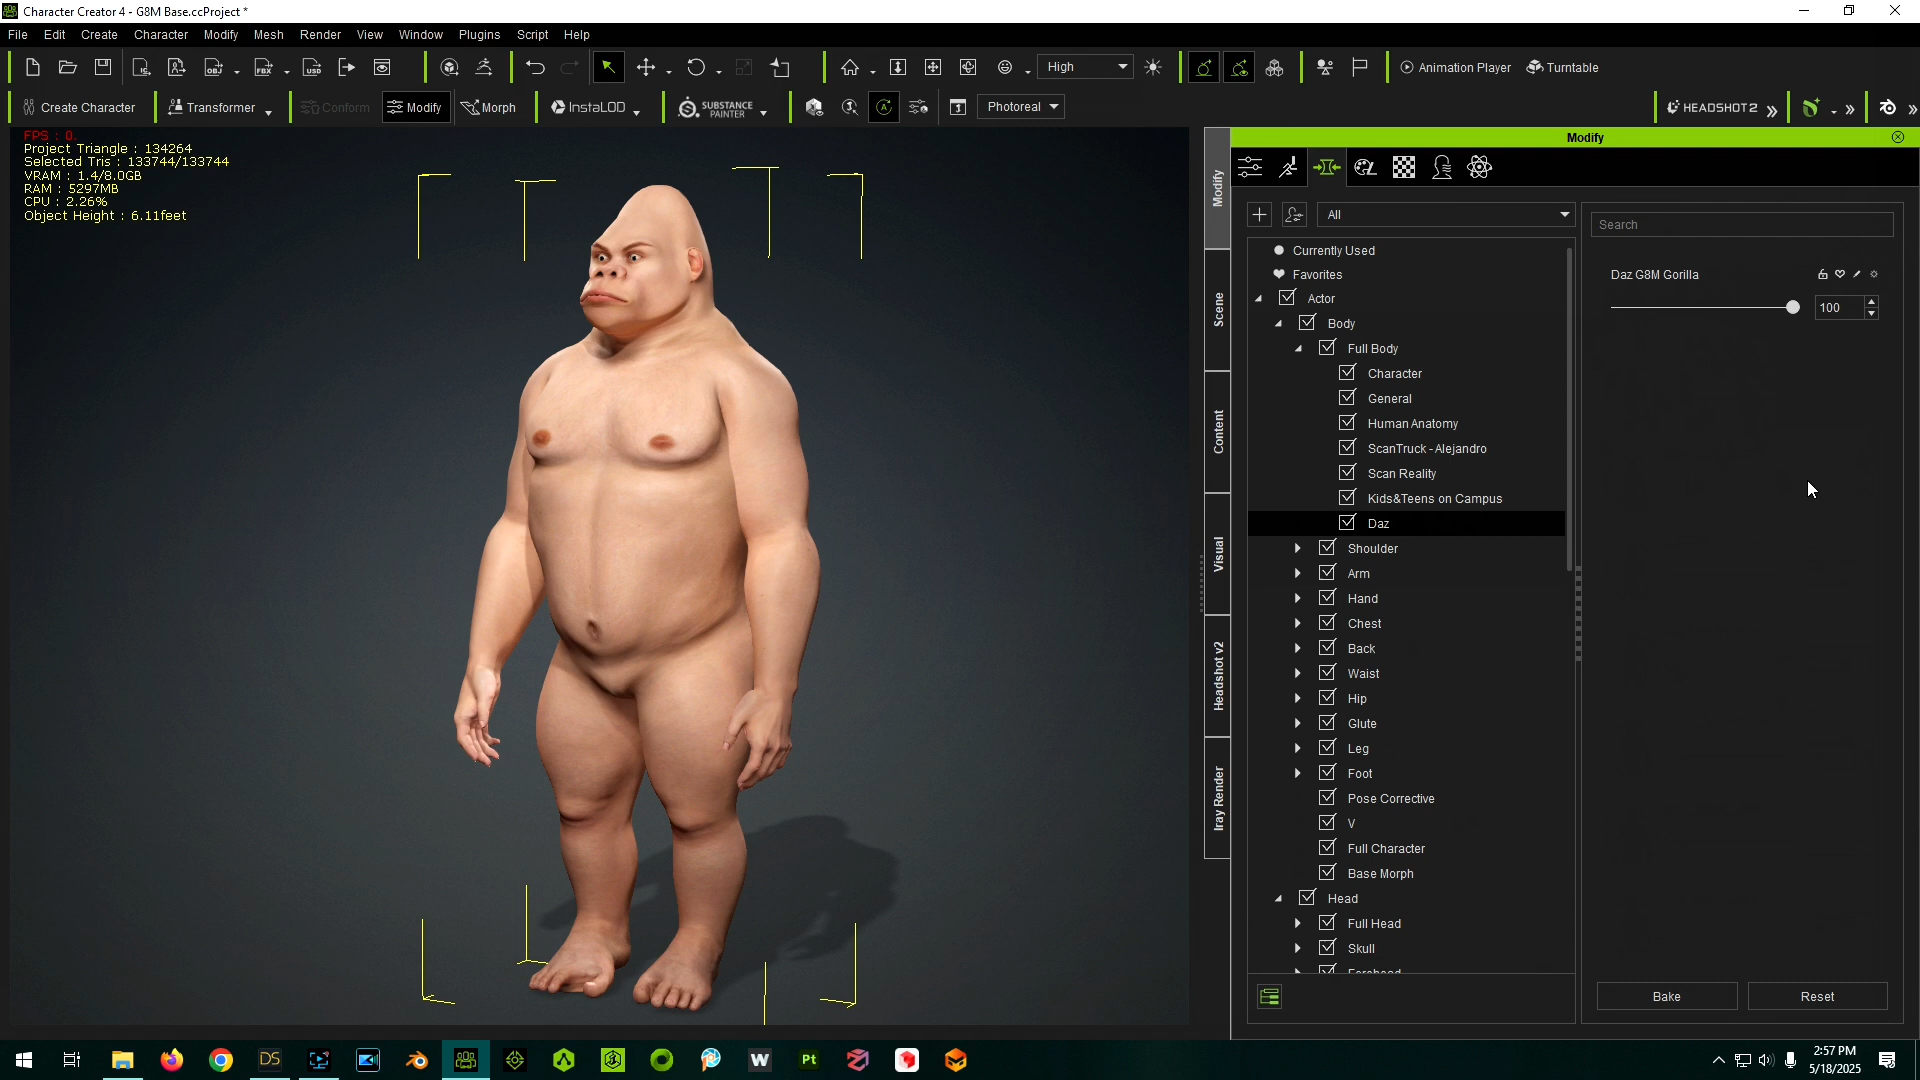 Character Creator 4 - G8M Base.ccProject *
File Edit Create Character Modify Mesh Render View Window Plugins Script Help
High
Animation Player
Turntable
Create Character
Transformer
Conform
Modify
Morph
InstaLOD
SUBSTANCE PAINTER
Photoreal
HEADSHOT2
FPS : 0.
Project Triangle : 134264
Selected Tris : 133744/133744
VRAM : 1.4/8.0GB
RAM : 5297MB
CPU : 2.26%
Object Height : 6.11feet
Modify
Modify
Scene
Content
Visual
Headshot v2
Iray Render
All
Search
Currently Used
Favorites
Actor
Body
Full Body
Character
General
Human Anatomy
ScanTruck - Alejandro
Scan Reality
Kids&Teens on Campus
Daz
Shoulder
Arm
Hand
Chest
Back
Waist
Hip
Glute
Leg
Foot
Pose Corrective
V
Full Character
Base Morph
Head
Full Head
Skull
Forehead
Daz G8M Gorilla
100
Bake
Reset
DS
W
Pt
2:57 PM
5/18/2025